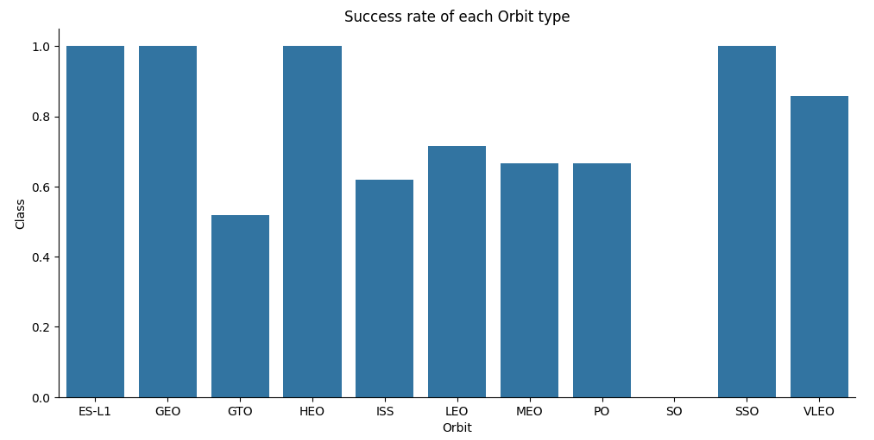 Success rate of each Orbit type
1.0
0.8
0.6
0.4
0.2
0.0
Class
ES-L1 GEO GTO HEO ISS LEO MEO PO SO SSO VLEO
Orbit